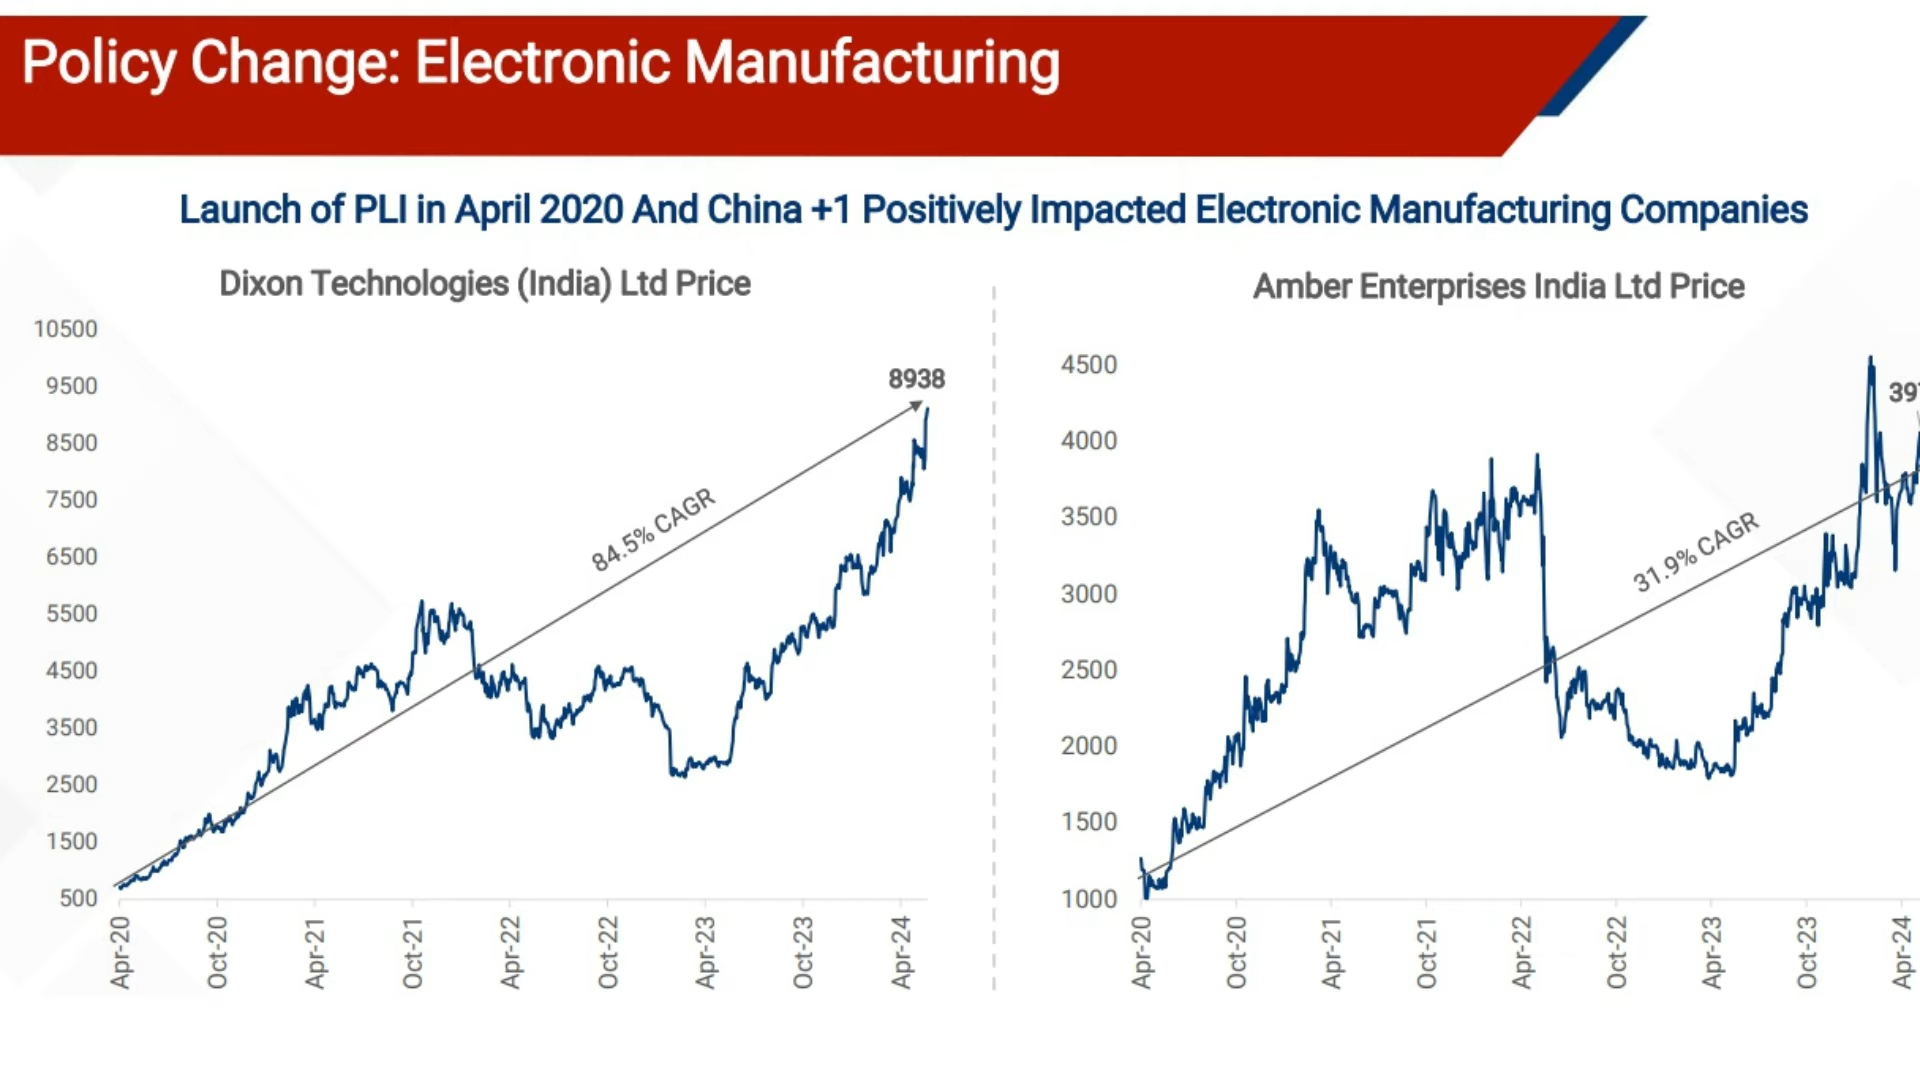 Policy Change: Electronic Manufacturing
Launch of PLI in April 2020 And China +1 Positively Impacted Electronic Manufacturing Companies
Dixon Technologies (India) Ltd Price
10500
9500
8500
7500
6500
5500
4500
3500
2500
1500
500
8938
84.5% CAGR
Apr-20
Oct-20
Apr-21
Oct-21
Apr-22
Oct-22
Apr-23
Oct-23
Apr-24
Amber Enterprises India Ltd Price
4500
4000
3500
3000
2500
2000
1500
1000
31.9% CAGR
Apr-20
Oct-20
Apr-21
Oct-21
Apr-22
Oct-22
Apr-23
Oct-23
Apr-24